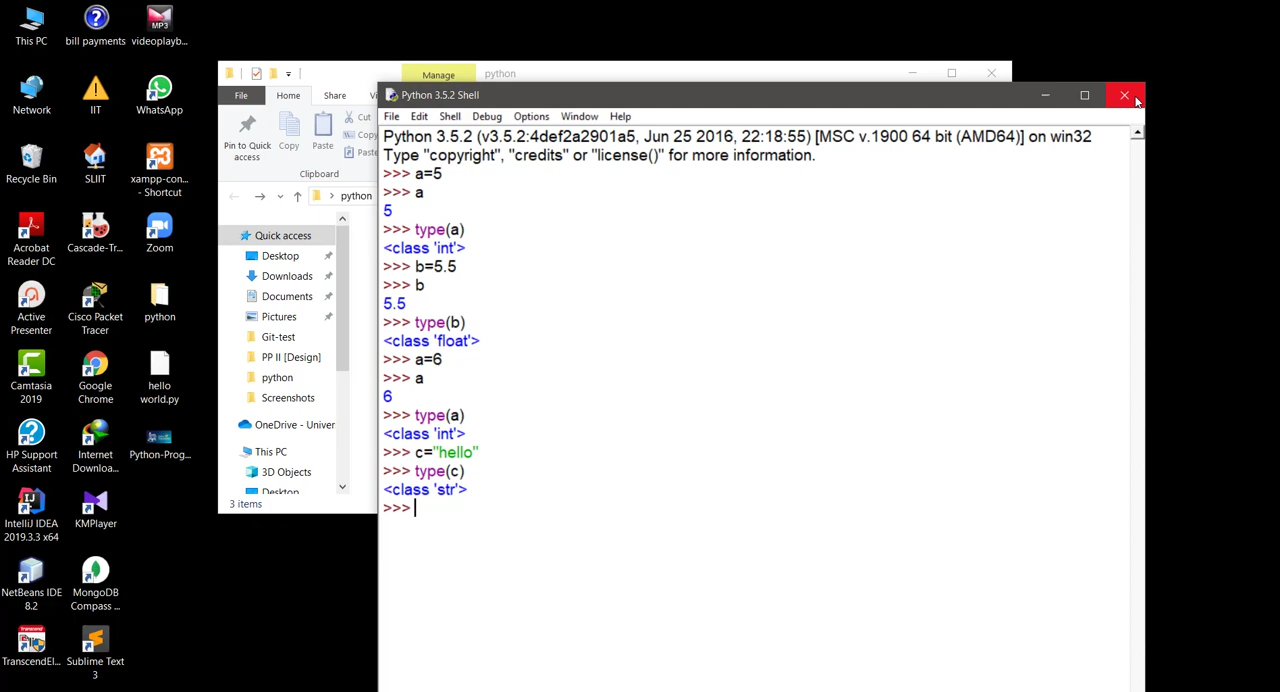 This PC
bill payments
videoplayb...
MP3
Network
IIT
WhatsApp
Recycle Bin
SLIIT
xampp-con...
- Shortcut
Acrobat
Reader DC
Cascade-Tr...
Zoom
Active
Presenter
Cisco Packet
Tracer
python
Camtasia
2019
Google
Chrome
hello
world.py
HP Support
Assistant
Internet
Downloa...
Python-Prog...
IntelliJ IDEA
2019.3.3 x64
KMPlayer
NetBeans IDE
8.2
MongoDB
Compass ...
Transcend
TranscendEl...
Sublime Text
3
Manage
python
File
Home
Share
Vi
Pin to Quick
access
Copy
Paste
Cut
Copy
Paste
Clipboard
python
Quick access
Desktop
Downloads
Documents
Pictures
Git-test
PP II [Design]
python
Screenshots
OneDrive - Univer
This PC
3D Objects
Desktop
3 items
Python 3.5.2 Shell
File Edit Shell Debug Options Window Help
Python 3.5.2 (v3.5.2:4def2a2901a5, Jun 25 2016, 22:18:55) [MSC v.1900 64 bit (AMD64)] on win32
Type "copyright", "credits" or "license()" for more information.
>>> a=5
>>> a
5
>>> type(a)
<class 'int'>
>>> b=5.5
>>> b
5.5
>>> type(b)
<class 'float'>
>>> a=6
>>> a
6
>>> type(a)
<class 'int'>
>>> c="hello"
>>> type(c)
<class 'str'>
>>>